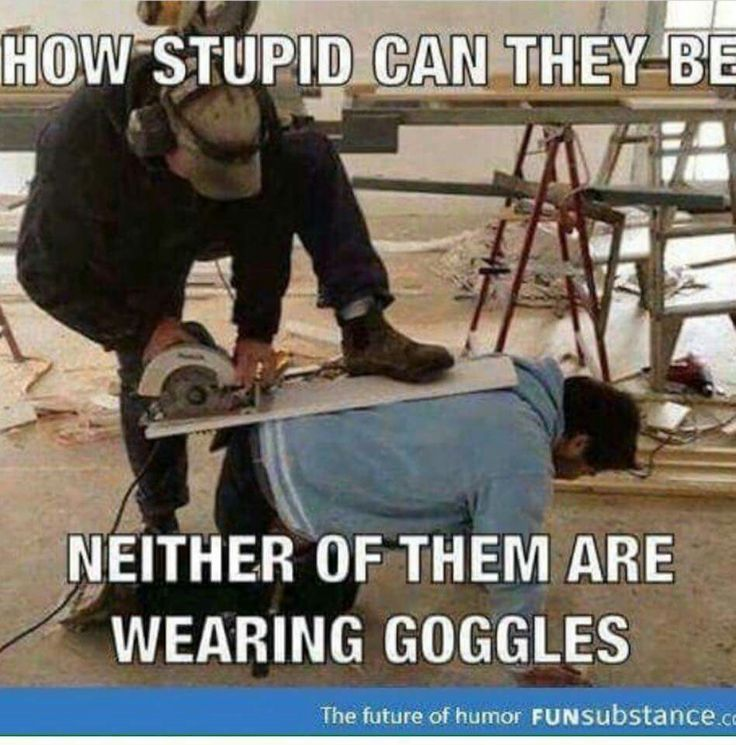 HOW STUPID CAN THEY BE
NEITHER OF THEM ARE
WEARING GOGGLES
The future of humor FUNsubstance.co